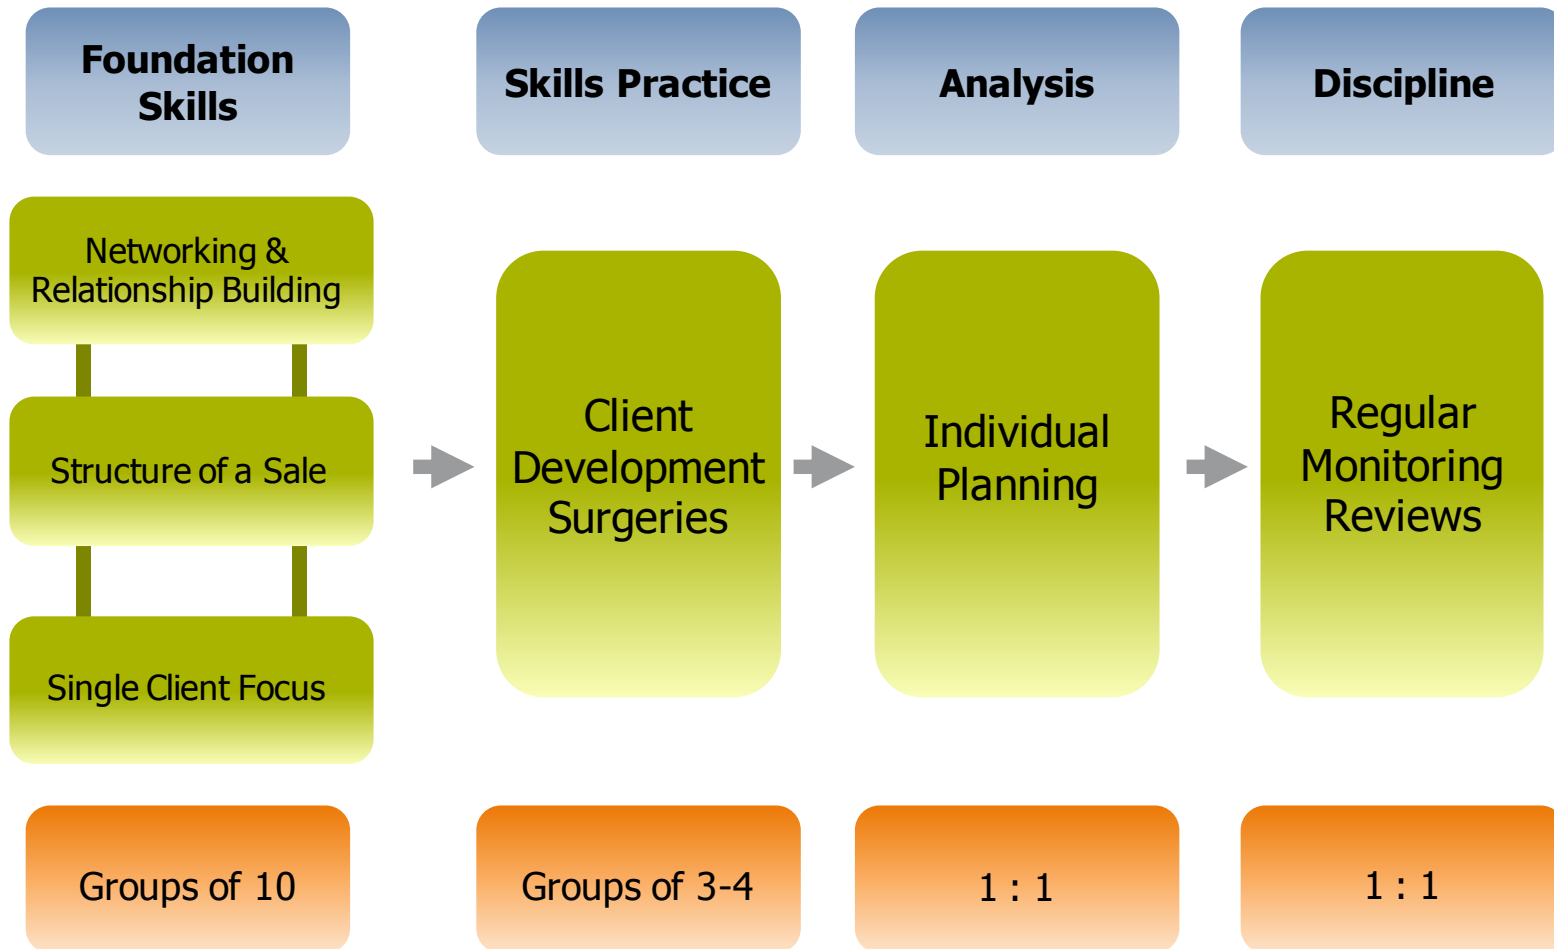 Foundation
Skills
Skills Practice
Analysis
Discipline
Networking &
Relationship Building
Structure of a Sale
Single Client Focus
Client
Development
Surgeries
Individual
Planning
Regular
Monitoring
Reviews
Groups of 10
Groups of 3-4
1 : 1
1 : 1